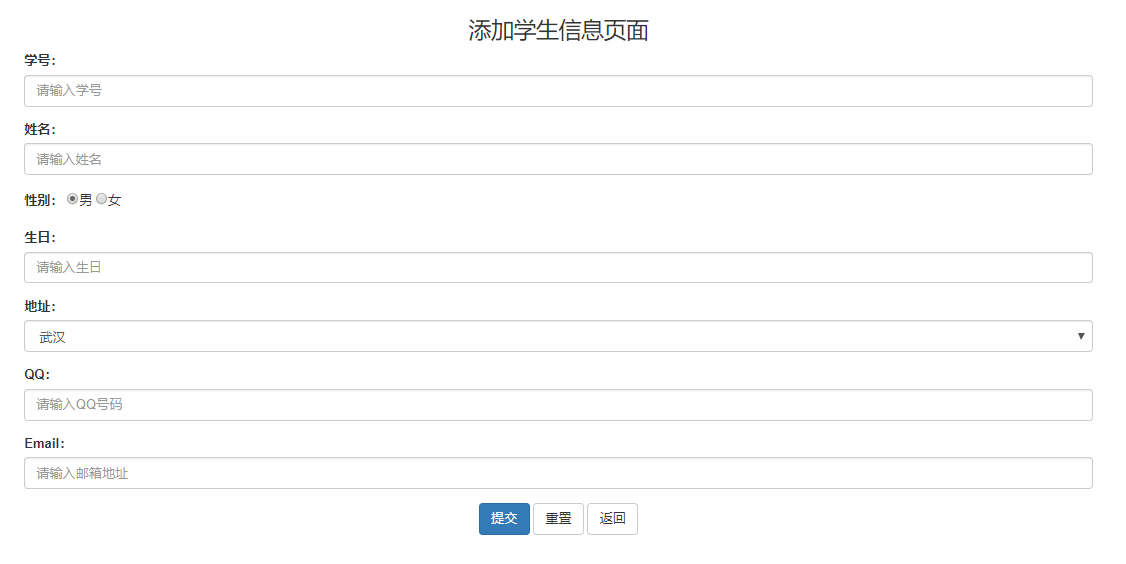 添加学生信息页面
学号：
请输入学号
姓名：
请输入姓名
性别： 男 女
生日：
请输入生日
地址：
武汉
QQ：
请输入QQ号码
Email：
请输入邮箱地址
提交 重置 返回